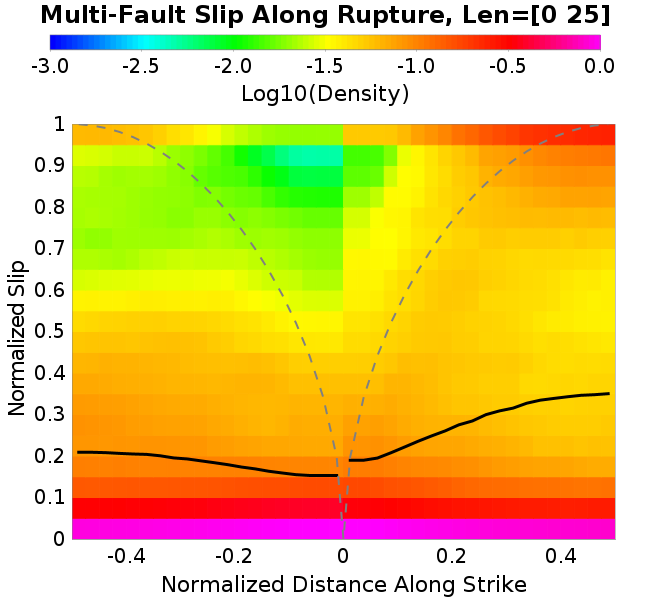 Multi-Fault Slip Along Rupture, Len=[0 25]
-3.0 -2.5 -2.0 -1.5 -1.0 -0.5 0.0
Log10(Density)
1
0.9
0.8
0.7
0.6
0.5
0.4
0.3
0.2
0.1
0
Normalized Slip
-0.4 -0.2 0 0.2 0.4
Normalized Distance Along Strike